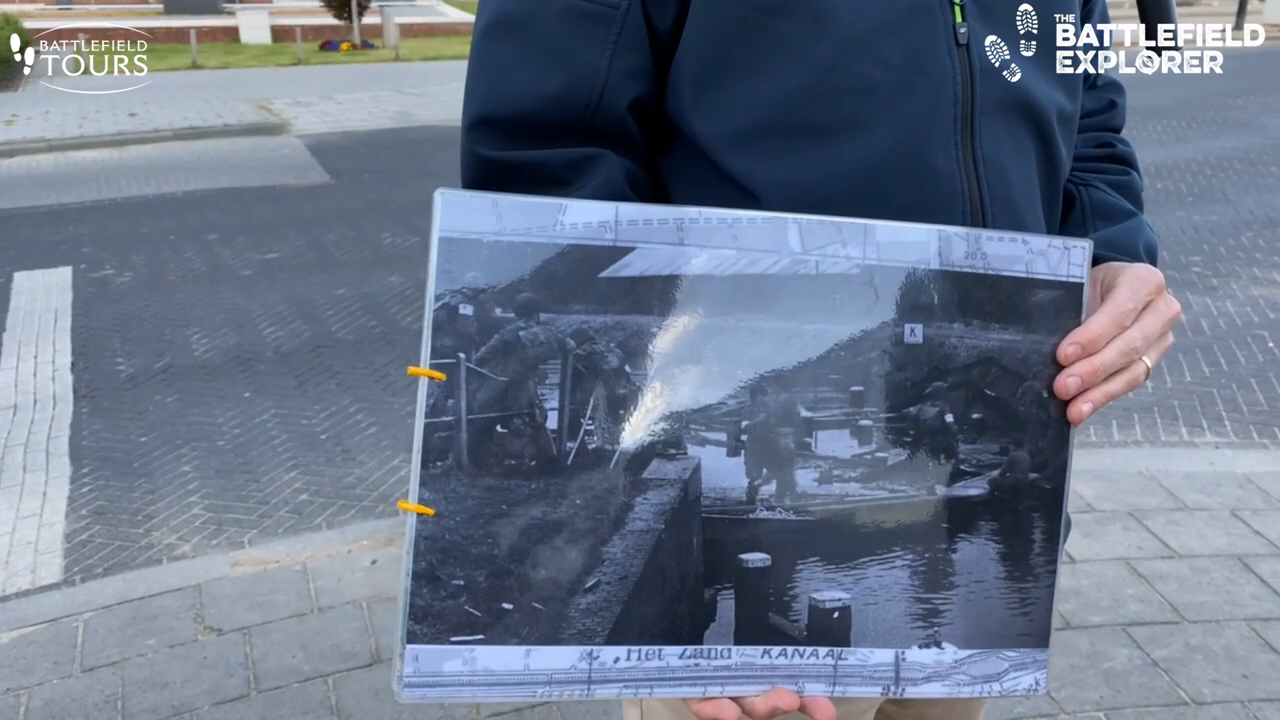 BATTLEFIELD
TOURS
THE
BATTLEFIELD
EXPLORER
20.0
K
Het Zand KANAAL